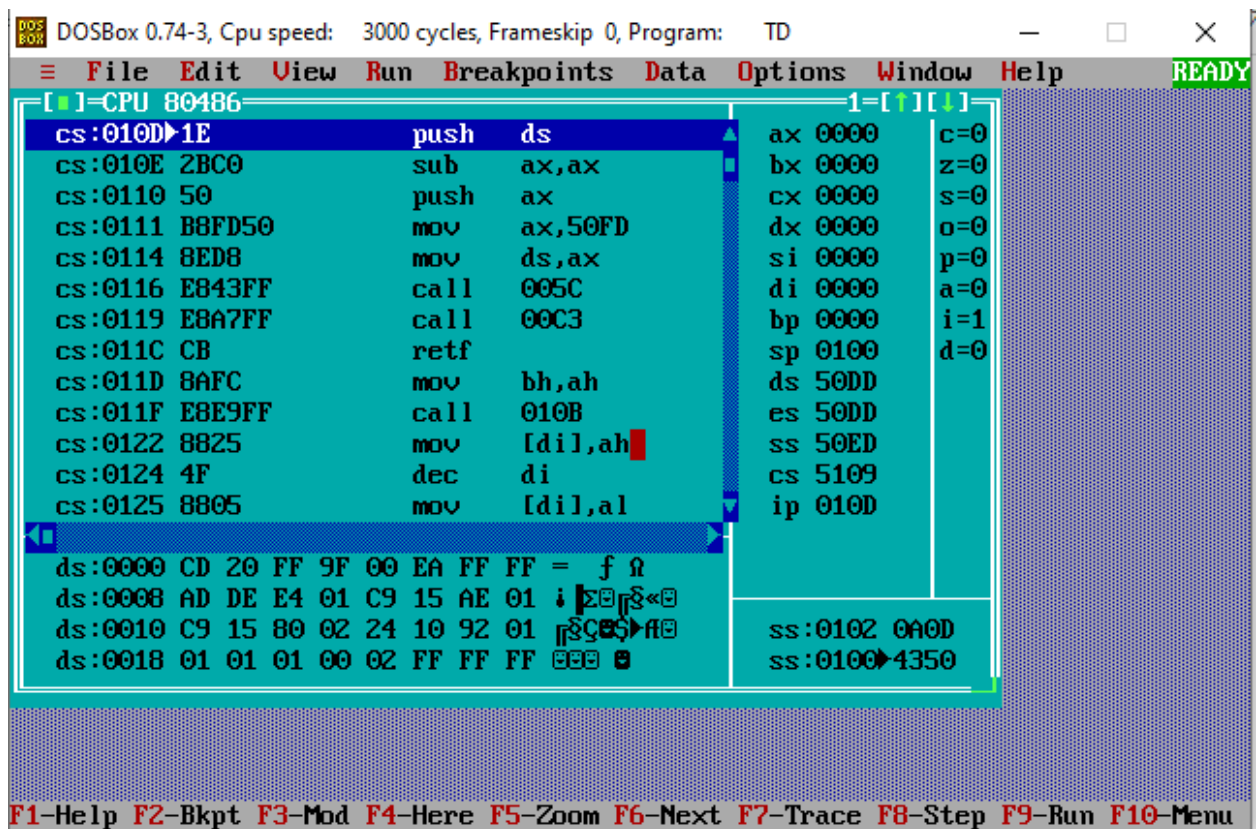 DOSBox 0.74-3, Cpu speed: 3000 cycles, Frameskip 0, Program: TD
≡ File Edit View Run Breakpoints Data Options Window Help READY
[■]=CPU 80486 1=[↑][↓]
cs:010D►1E push ds ax 0000 c=0
cs:010E 2BC0 sub ax,ax bx 0000 z=0
cs:0110 50 push ax cx 0000 s=0
cs:0111 B8FD50 mov ax,50FD dx 0000 o=0
cs:0114 8ED8 mov ds,ax si 0000 p=0
cs:0116 E843FF call 005C di 0000 a=0
cs:0119 E8A7FF call 00C3 bp 0000 i=1
cs:011C CB retf sp 0100 d=0
cs:011D 8AFC mov bh,ah ds 50DD
cs:011F E8E9FF call 010B es 50DD
cs:0122 8825 mov [di],ah ss 50ED
cs:0124 4F dec di cs 5109
cs:0125 8805 mov [di],al ip 010D
ds:0000 CD 20 FF 9F 00 EA FF FF = ƒ Ω
ds:0008 AD DE E4 01 C9 15 AE 01 ¡▐Σ☺╔§«☺
ds:0010 C9 15 80 02 24 10 92 01 ╔§Ç☻$►Æ☺ ss:0102 0A0D
ds:0018 01 01 01 00 02 FF FF FF ☺☺☺ ☻ ss:0100►4350
F1-Help F2-Bkpt F3-Mod F4-Here F5-Zoom F6-Next F7-Trace F8-Step F9-Run F10-Menu